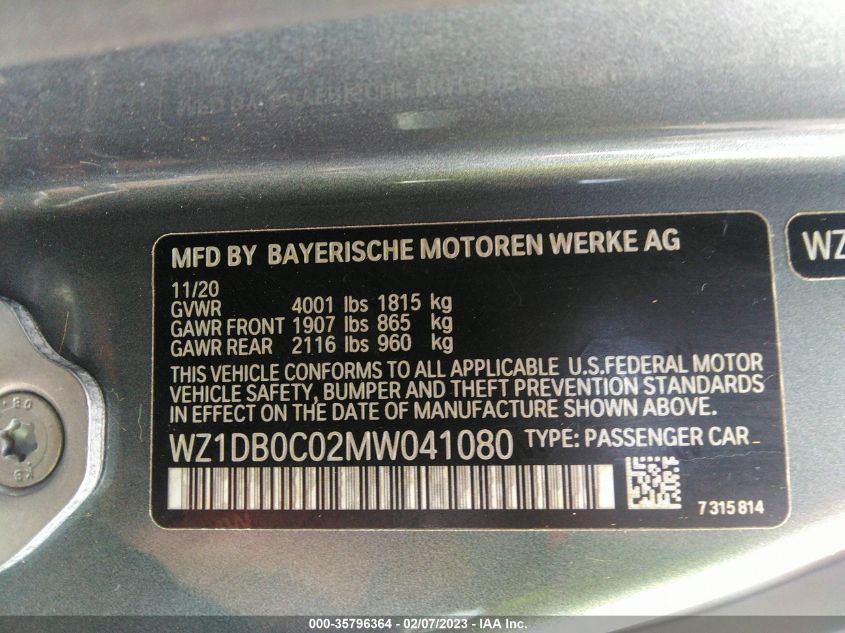 MFD BY BAYERISCHE MOTOREN WERKE AG
WZ
11/20
GVWR 4001 lbs 1815 kg
GAWR FRONT 1907 lbs 865 kg
GAWR REAR 2116 lbs 960 kg
THIS VEHICLE CONFORMS TO ALL APPLICABLE U.S.FEDERAL MOTOR
VEHICLE SAFETY, BUMPER AND THEFT PREVENTION STANDARDS
IN EFFECT ON THE DATE OF MANUFACTURE SHOWN ABOVE.
WZ1DB0C02MW041080 TYPE: PASSENGER CAR
7315814
000-35796364 - 02/07/2023 - IAA Inc.